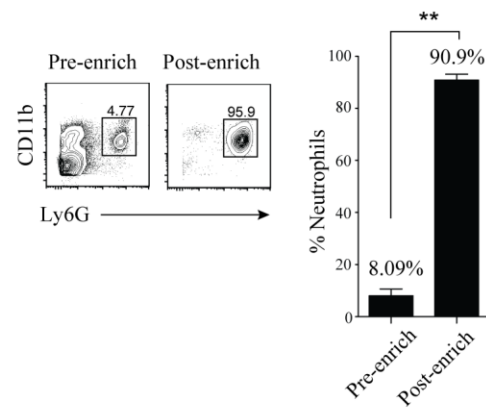 Pre-enrich Post-enrich
4.77 95.9
CD11b
Ly6G
**
90.9%
8.09%
% Neutrophils
100
80
60
40
20
0
Pre-enrich
Post-enrich